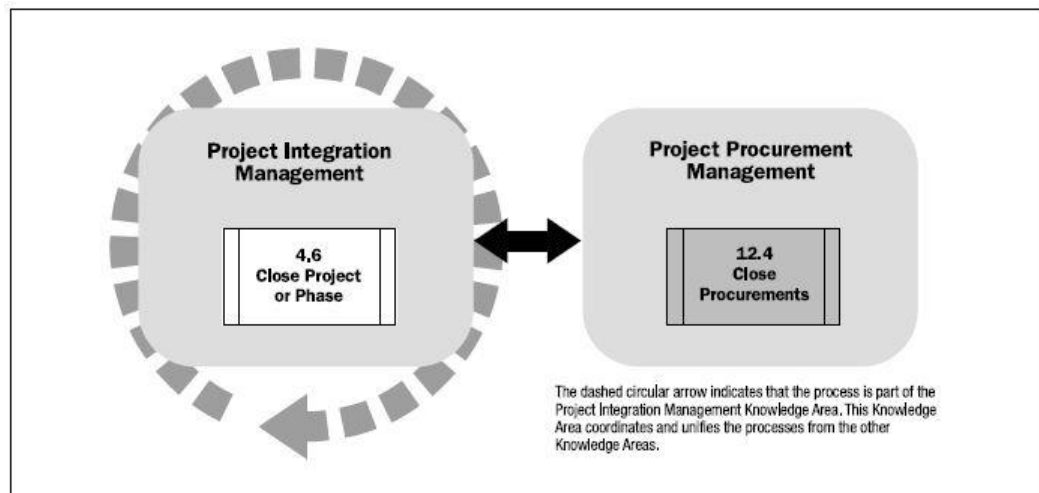 Project Integration
Management
4.6
Close Project
or Phase
Project Procurement
Management
12.4
Close
Procurements
The dashed circular arrow indicates that the process is part of the
Project Integration Management Knowledge Area. This Knowledge
Area coordinates and unifies the processes from the other
Knowledge Areas.